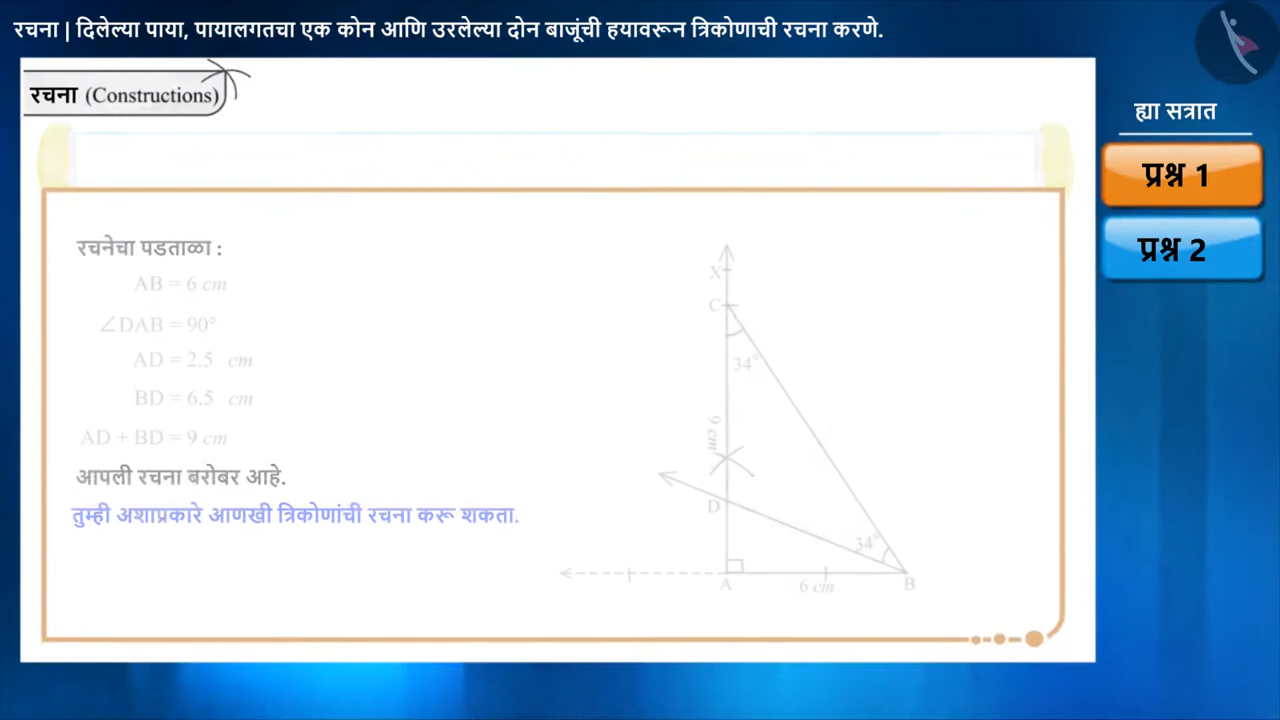 रचना | दिलेल्या पाया, पायालगतचा एक कोन आणि उरलेल्या दोन बाजूंची हयावरून त्रिकोणाची रचना करणे.
रचना (Constructions)
ह्या सत्रात
प्रश्न 1
प्रश्न 2
रचनेचा पडताळा :
AB = 6 cm
∠DAB = 90°
AD = 2.5 cm
BD = 6.5 cm
AD + BD = 9 cm
आपली रचना बरोबर आहे.
तुम्ही अशाप्रकारे आणखी त्रिकोणांची रचना करू शकता.
X
C
34°
9 cm
D
34°
A
6 cm
B